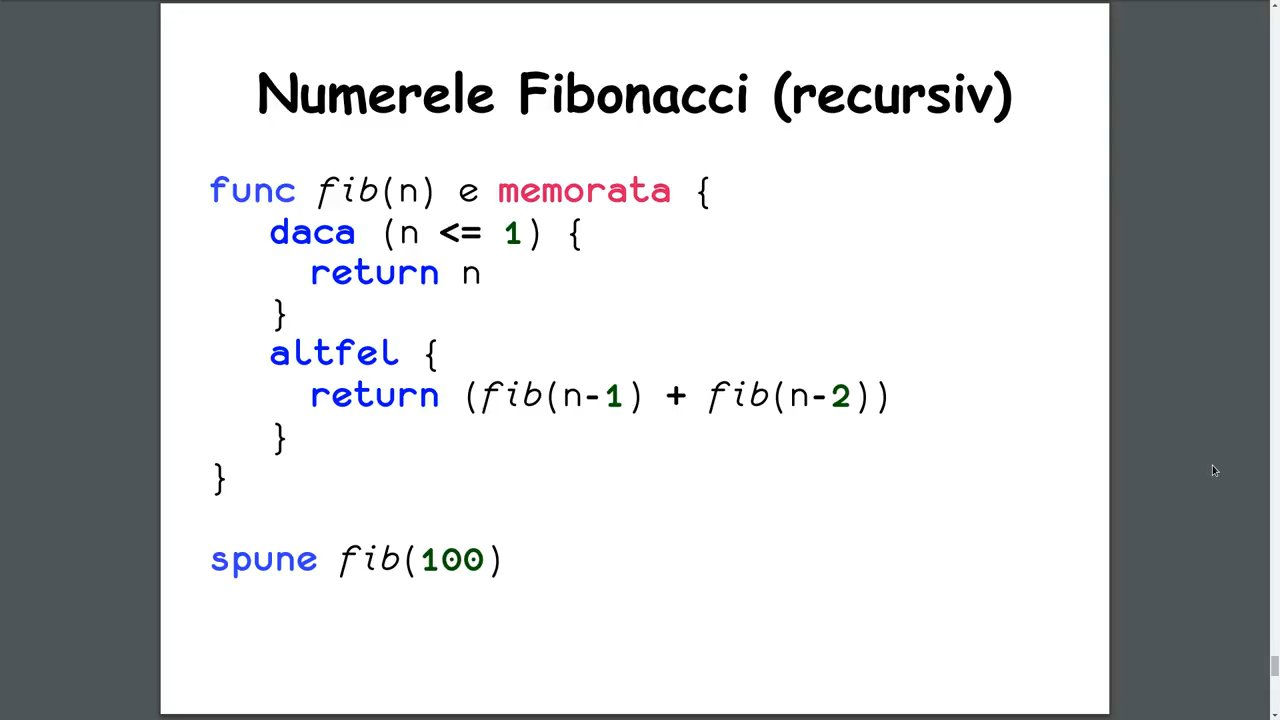 Numerele Fibonacci (recursiv)
func fib(n) e memorata {
daca (n <= 1) {
return n
}
altfel {
return (fib(n-1) + fib(n-2))
}
}
spune fib(100)